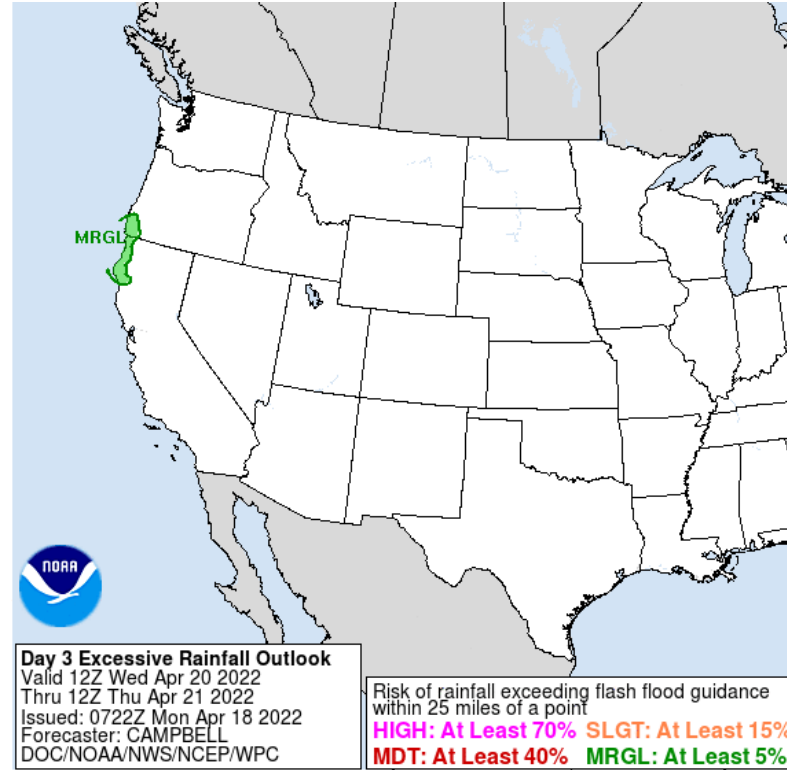 MRGL
NOAA
Day 3 Excessive Rainfall Outlook
Valid 12Z Wed Apr 20 2022
Thru 12Z Thu Apr 21 2022
Issued: 0722Z Mon Apr 18 2022
Forecaster: CAMPBELL
DOC/NOAA/NWS/NCEP/WPC
Risk of rainfall exceeding flash flood guidance
within 25 miles of a point
HIGH: At Least 70% SLGT: At Least 15%
MDT: At Least 40% MRGL: At Least 5%